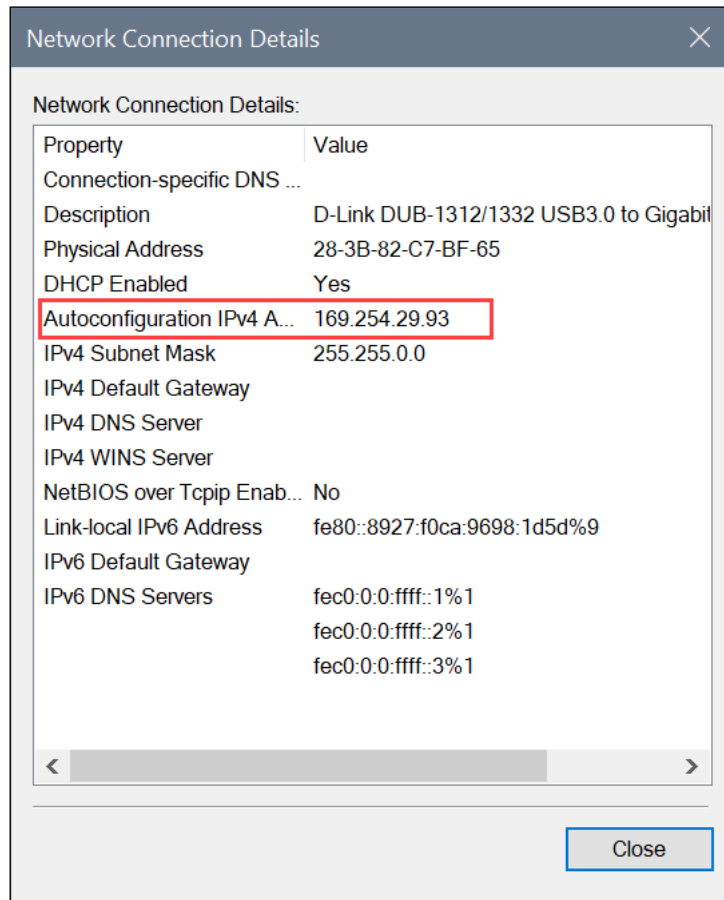 Network Connection Details
Network Connection Details:
Property Value
Connection-specific DNS ...
Description D-Link DUB-1312/1332 USB3.0 to Gigabit
Physical Address 28-3B-82-C7-BF-65
DHCP Enabled Yes
Autoconfiguration IPv4 A... 169.254.29.93
IPv4 Subnet Mask 255.255.0.0
IPv4 Default Gateway
IPv4 DNS Server
IPv4 WINS Server
NetBIOS over Tcpip Enab... No
Link-local IPv6 Address fe80::8927:f0ca:9698:1d5d%9
IPv6 Default Gateway
IPv6 DNS Servers fec0:0:0:ffff::1%1
fec0:0:0:ffff::2%1
fec0:0:0:ffff::3%1
Close